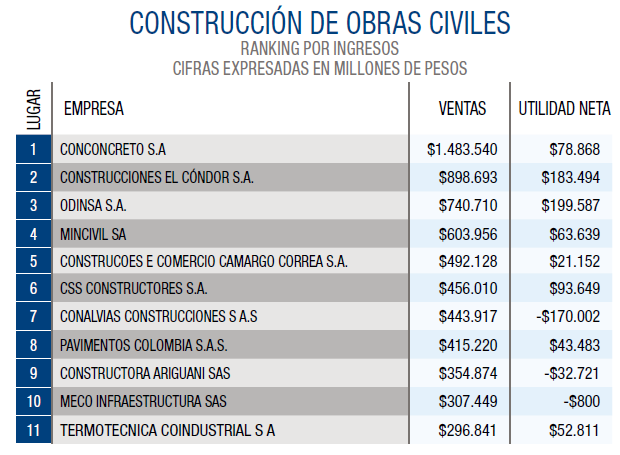 CONSTRUCCIÓN DE OBRAS CIVILES
RANKING POR INGRESOS
CIFRAS EXPRESADAS EN MILLONES DE PESOS
LUGAR EMPRESA VENTAS UTILIDAD NETA
1 CONCONCRETO S.A $1.483.540 $78.868
2 CONSTRUCCIONES EL CÓNDOR S.A. $898.693 $183.494
3 ODINSA S.A. $740.710 $199.587
4 MINCIVIL SA $603.956 $63.639
5 CONSTRUCOES E COMERCIO CAMARGO CORREA S.A. $492.128 $21.152
6 CSS CONSTRUCTORES S.A. $456.010 $93.649
7 CONALVIAS CONSTRUCCIONES S A.S $443.917 -$170.002
8 PAVIMENTOS COLOMBIA S.A.S. $415.220 $43.483
9 CONSTRUCTORA ARIGUANI SAS $354.874 -$32.721
10 MECO INFRAESTRUCTURA SAS $307.449 -$800
11 TERMOTECNICA COINDUSTRIAL S A $296.841 $52.811